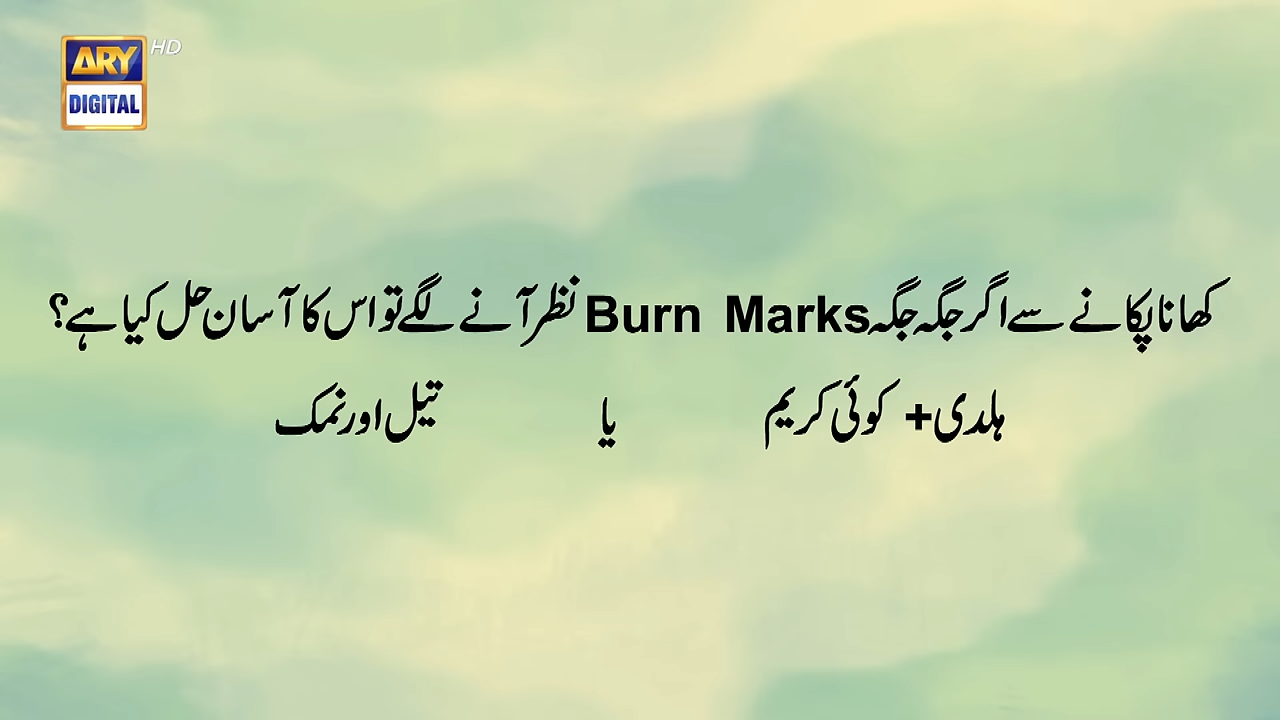 ARY HD
DIGITAL
کھانا پکانے سے اگر جگہ جگہ Burn Marks نظر آنے لگے تو اس کا آسان حل کیا ہے؟
ہلدی + کوئی کریم یا تیل اور نمک